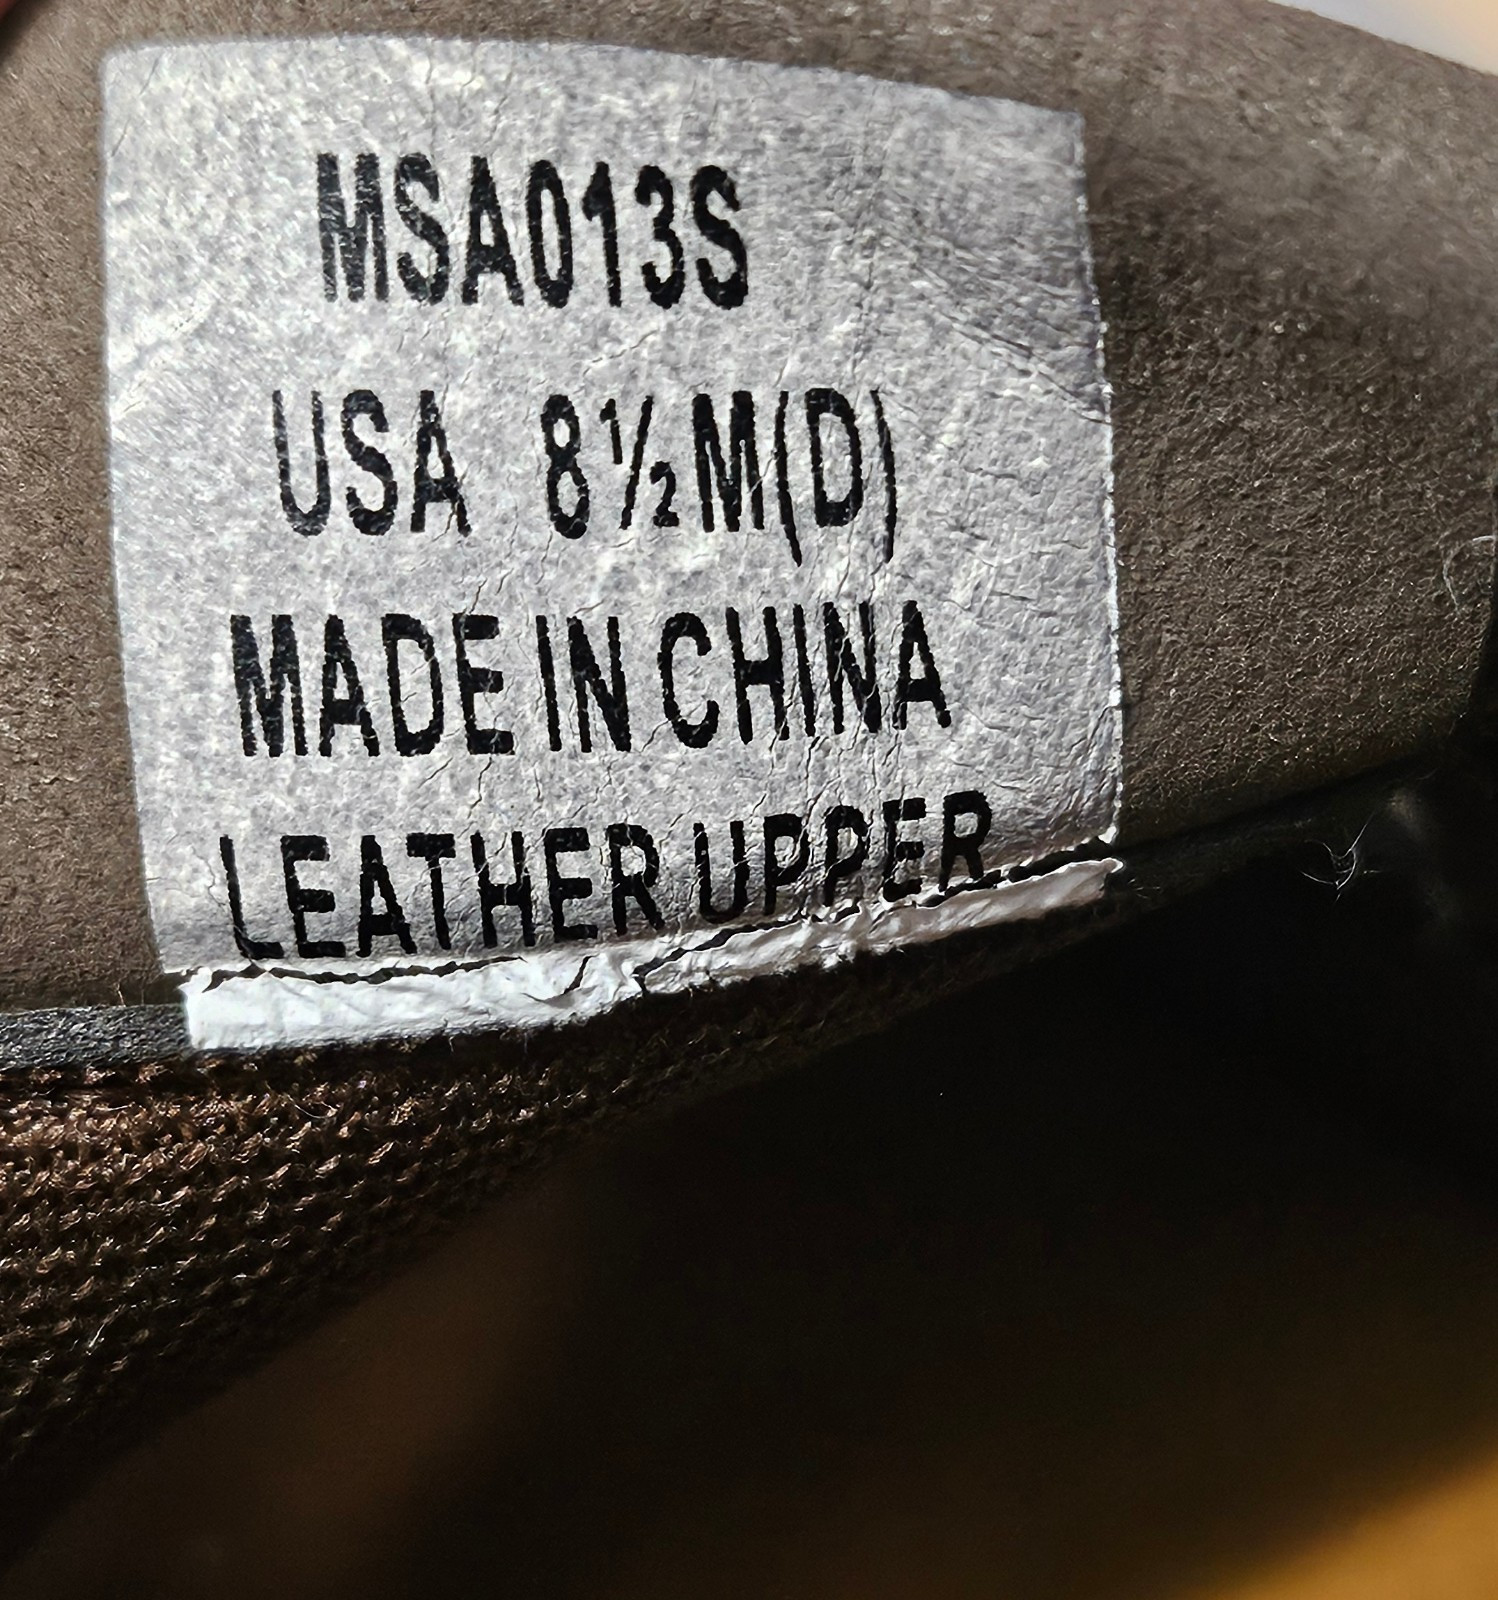 MSA013S
USA 8½M(D)
MADE IN CHINA
LEATHER UPPER